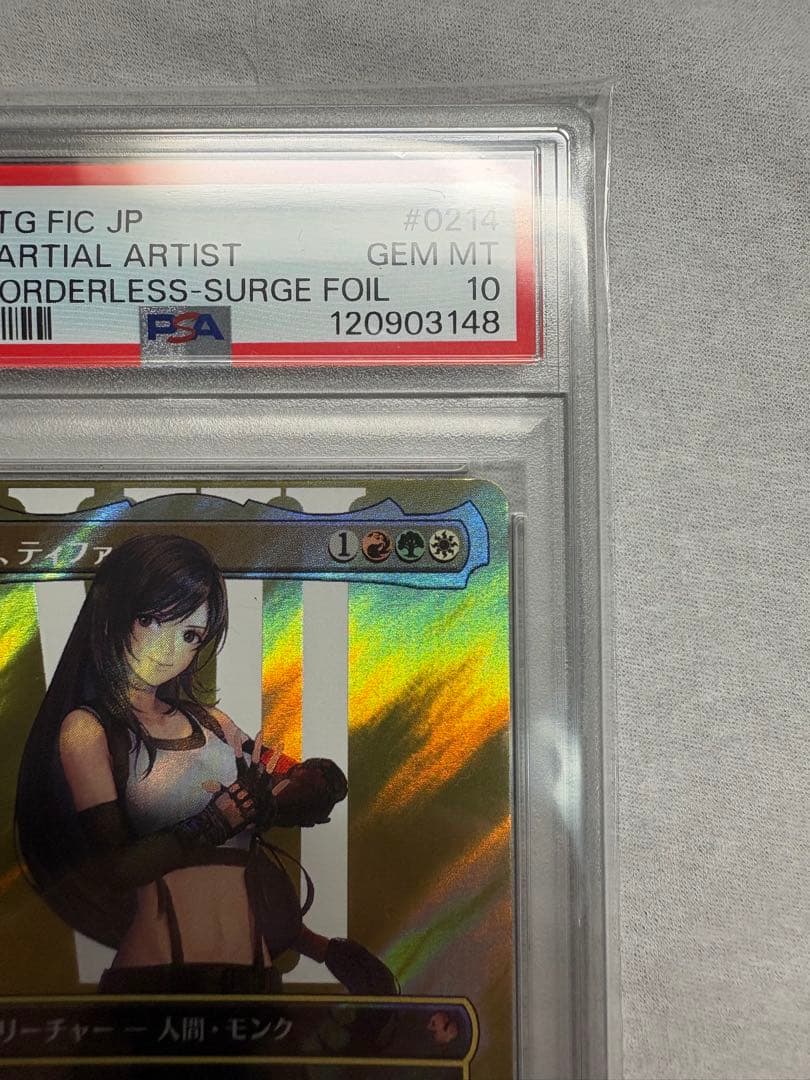 TG FIC JP #0214
ARTIAL ARTIST GEM MT
ORDERLESS-SURGE FOIL 10
PSA 120903148
、ティファ 1
リーチャー — 人間・モンク